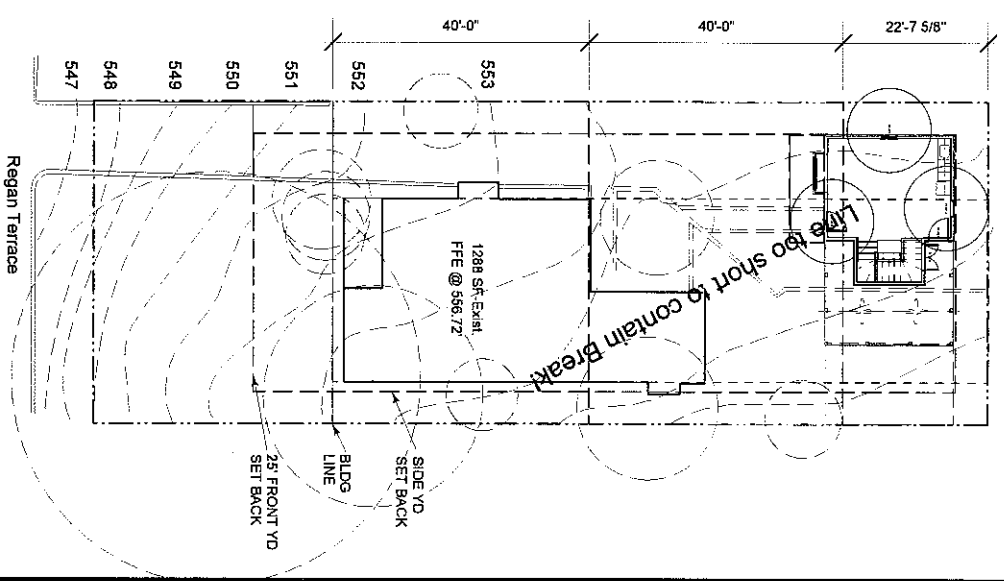 40'-0"
40'-0"
22'-7 5/8"
547
548
549
550
551
552
553
Regan Terrace
1288 SF-Exist.
FFE @ 556.72'
Line too short to contain Break!
SIDE YD
SET BACK
BLDG
LINE
25' FRONT YD
SET BACK